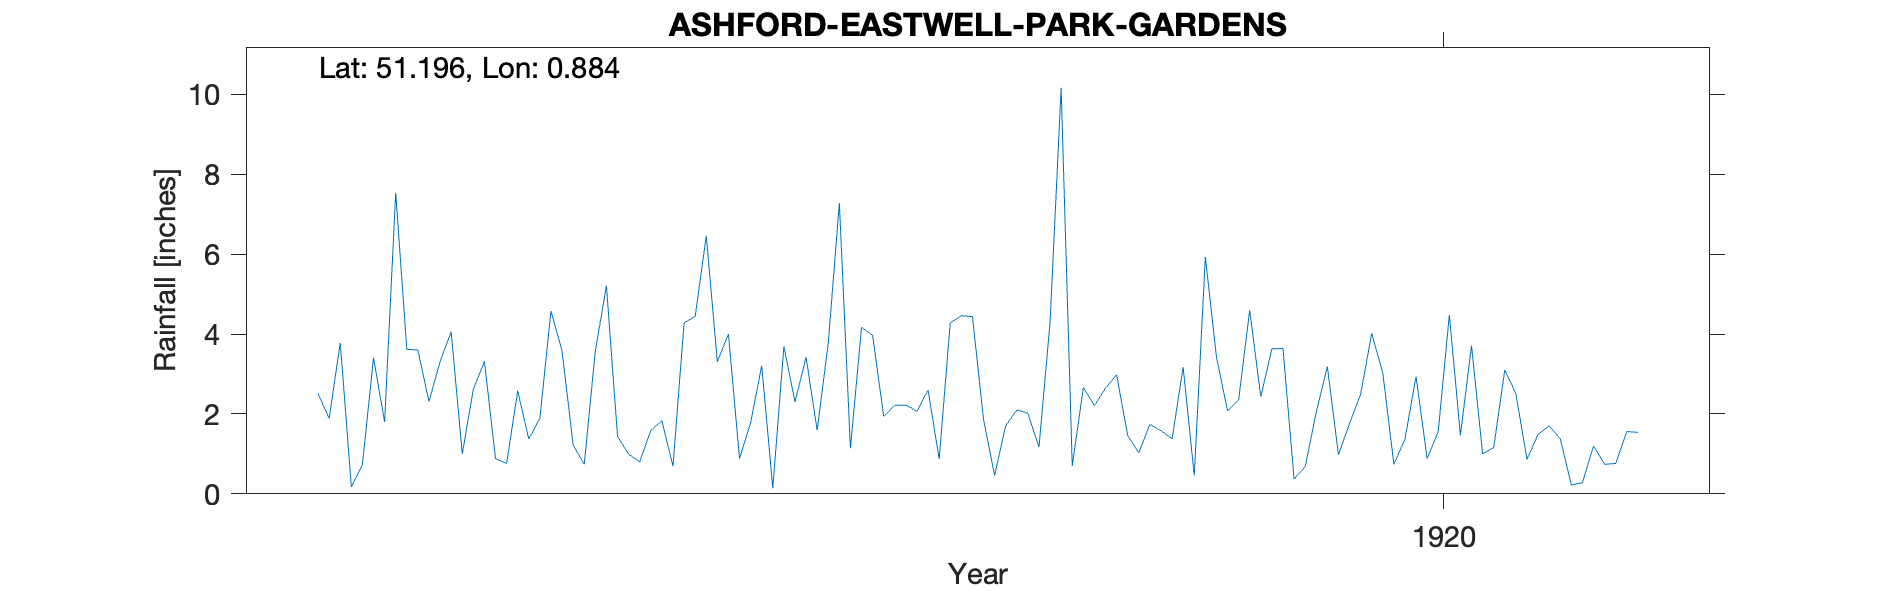 ASHFORD-EASTWELL-PARK-GARDENS
Lat: 51.196, Lon: 0.884
10
8
6
4
2
0
Rainfall [inches]
1920
Year